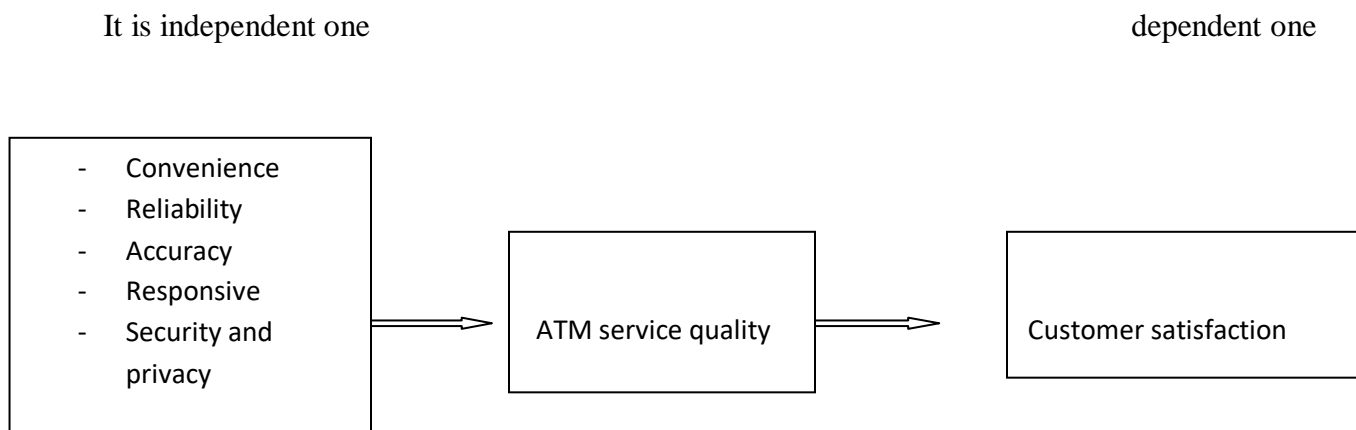 It is independent one
dependent one
- Convenience
- Reliability
- Accuracy
- Responsive
- Security and
privacy
ATM service quality
Customer satisfaction